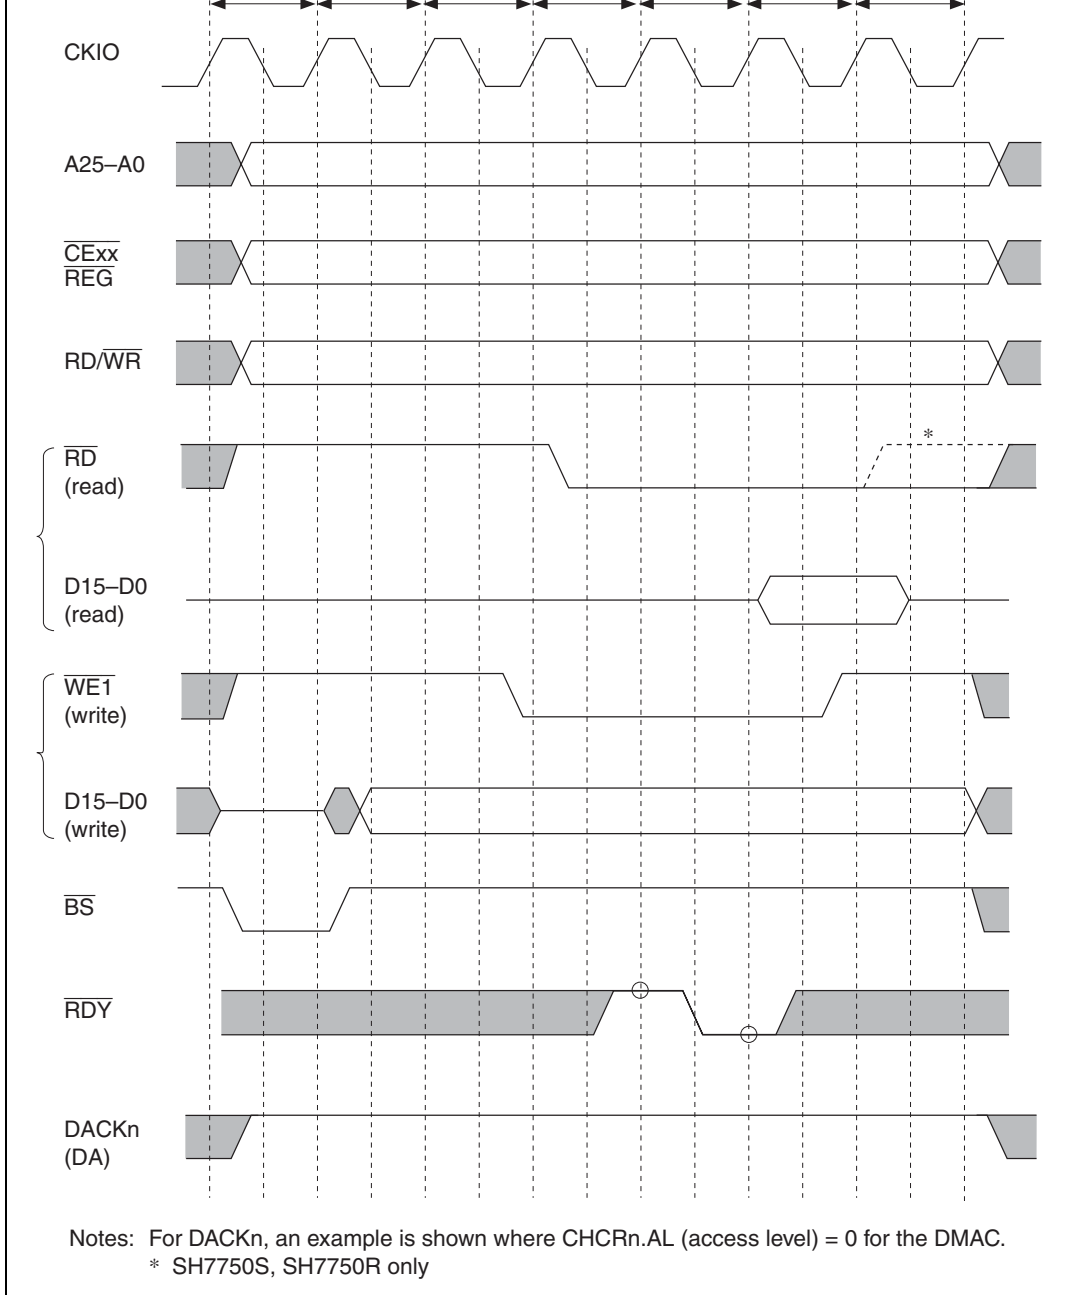 CKIO
A25–A0
CExx
REG
RD/WR
RD
(read)
*
D15–D0
(read)
WE1
(write)
D15–D0
(write)
BS
RDY
DACKn
(DA)
Notes: For DACKn, an example is shown where CHCRn.AL (access level) = 0 for the DMAC.
* SH7750S, SH7750R only